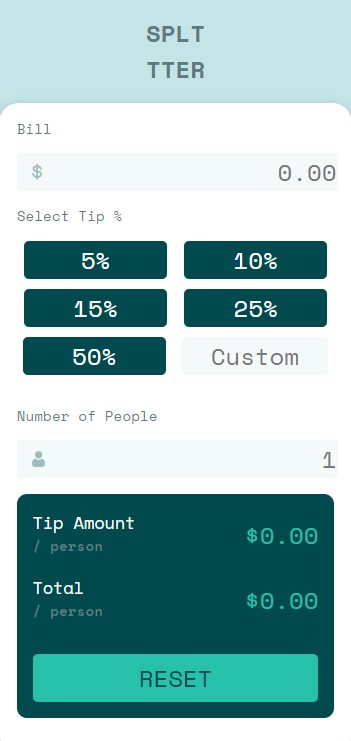 SPLT
TTER
Bill
$ 0.00
Select Tip %
5% 10%
15% 25%
50% Custom
Number of People
1
Tip Amount
/ person
$0.00
Total
/ person
$0.00
RESET